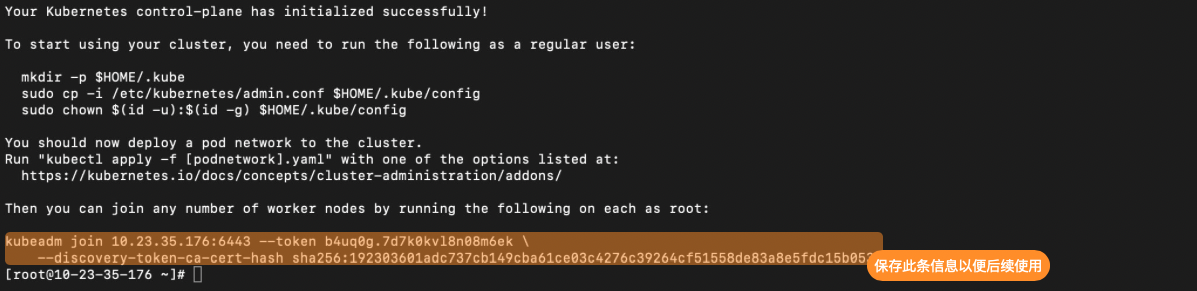 Your Kubernetes control-plane has initialized successfully!
To start using your cluster, you need to run the following as a regular user:
mkdir -p $HOME/.kube
sudo cp -i /etc/kubernetes/admin.conf $HOME/.kube/config
sudo chown $(id -u):$(id -g) $HOME/.kube/config
You should now deploy a pod network to the cluster.
Run "kubectl apply -f [podnetwork].yaml" with one of the options listed at:
https://kubernetes.io/docs/concepts/cluster-administration/addons/
Then you can join any number of worker nodes by running the following on each as root:
kubeadm join 10.23.35.176:6443 --token b4uq0g.7d7k0kvl8n08m6ek \
--discovery-token-ca-cert-hash sha256:192303601adc737cb149cba61ce03c4276c39264cf51558de83a8e5fdc15b05
保存此条信息以便后续使用
[root@10-23-35-176 ~]#